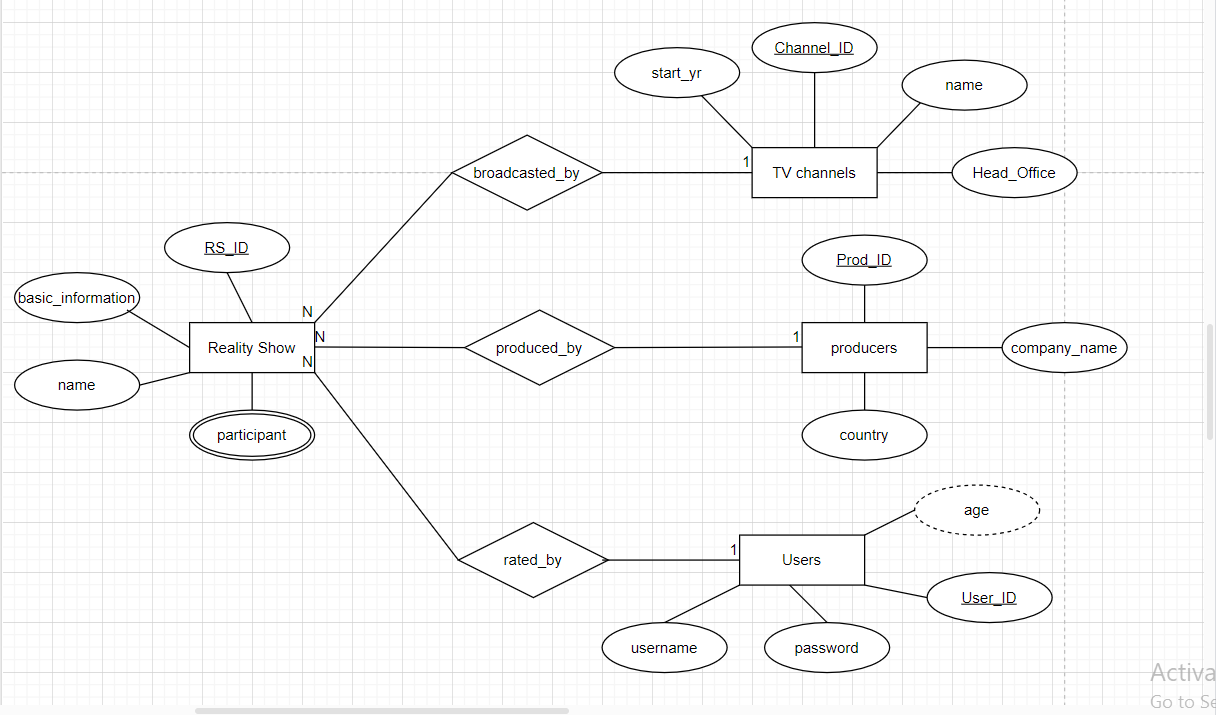 Channel_ID
start_yr
name
broadcasted_by
1
TV channels
Head_Office
RS_ID
Prod_ID
basic_information
N
Reality Show
N
N
produced_by
1
producers
company_name
name
participant
country
age
rated_by
1
Users
User_ID
username
password
Activa
Go to Se